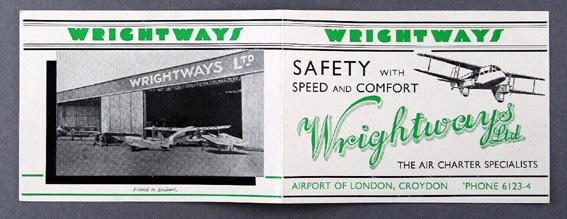 WRIGHTWAYS
WRIGHTWAYS LTD
Printed in England.
WRIGHTWAYS
SAFETY WITH
SPEED AND COMFORT
Wrightways
Ltd.
THE AIR CHARTER SPECIALISTS
AIRPORT OF LONDON, CROYDON 'PHONE 6123-4